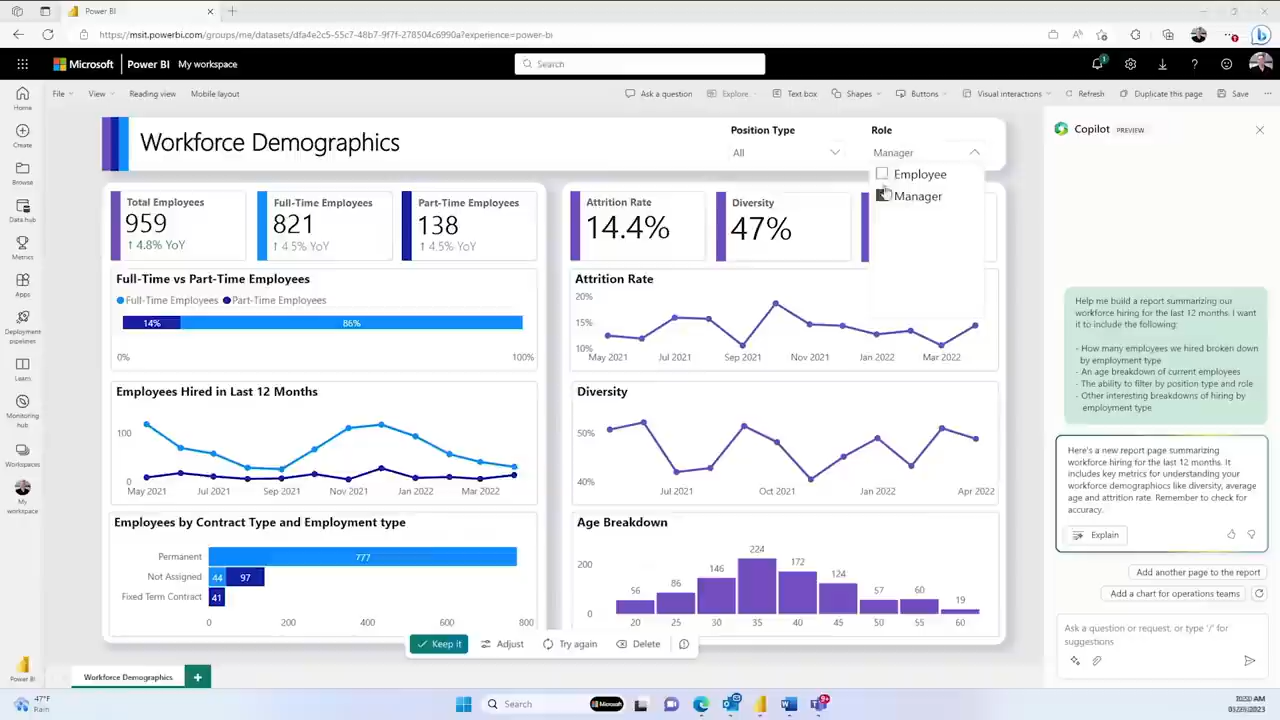 Power BI
https://msit.powerbi.com/groups/me/datasets/dfa4e2c5-55c7-48b7-9f7f-278504c6990a?experience=power-bi
Microsoft Power BI My workspace
Search
1
File View Reading view Mobile layout
Ask a question Explore Text box Shapes Buttons Visual interactions Refresh Duplicate this page Save
Home
Create
Browse
Data hub
Metrics
Apps
Deployment
pipelines
Learn
Monitoring
hub
Workspaces
My
workspace
Power BI
Workforce Demographics
Position Type
All
Role
Manager
Employee
Manager
Total Employees
959
↑ 4.8% YoY
Full-Time Employees
821
↑ 4.5% YoY
Part-Time Employees
138
↑ 4.5% YoY
Attrition Rate
14.4%
Diversity
47%
Full-Time vs Part-Time Employees
Full-Time Employees Part-Time Employees
14% 86%
0% 100%
Attrition Rate
20%
15%
10%
May 2021 Jul 2021 Sep 2021 Nov 2021 Jan 2022 Mar 2022
Employees Hired in Last 12 Months
100
0
May 2021 Jul 2021 Sep 2021 Nov 2021 Jan 2022 Mar 2022
Diversity
50%
40%
Jul 2021 Oct 2021 Jan 2022 Apr 2022
Employees by Contract Type and Employment type
Permanent 777
Not Assigned 44 97
Fixed Term Contract 41
0 200 400 600 800
Age Breakdown
200
0
56 86 146 224 172 124 57 60 19
20 25 30 35 40 45 50 55 60
Keep it Adjust Try again Delete
Workforce Demographics +
Copilot PREVIEW
Help me build a report summarizing our
workforce hiring for the last 12 months. I want
to include the following:
- How many employees we hired broken down
by employment type
- An age breakdown of current employees
- The ability to filter by position type and role
- Other interesting breakdowns of hiring by
employment type
Here's a new report page summarizing
workforce hiring for the last 12 months. It
includes key metrics for understanding your
workforce demographics like diversity, average
age and attrition rate. Remember to check for
accuracy.
Explain
Add another page to the report
Add a chart for operations teams
Ask a question or request, or type '/' for
suggestions
47°F
Rain
Search
Microsoft